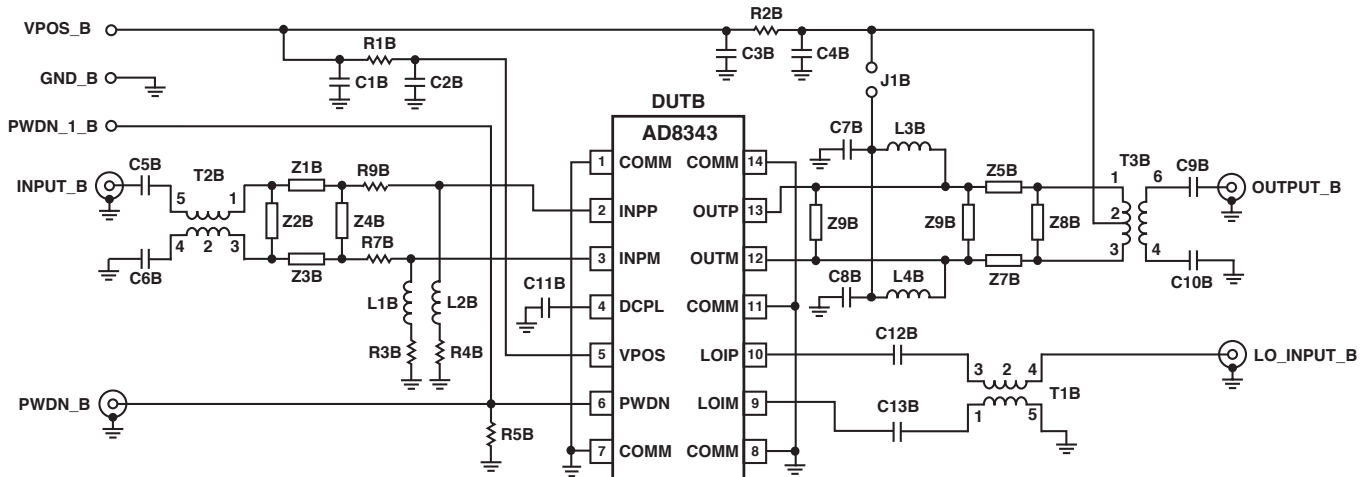 VPOS_B
R2B
R1B
C3B
C4B
GND_B
C1B
C2B
J1B
DUTB
PWDN_1_B
AD8343
C7B
L3B
C5B
T2B
Z1B
R9B
1
COMM
COMM
14
Z5B
T3B
C9B
INPUT_B
5
1
1
6
OUTPUT_B
Z2B
Z4B
2
INPP
OUTP
13
Z9B
Z9B
Z8B
2
R7B
4
2
3
3
INPM
OUTM
12
3
4
C6B
Z3B
C8B
L4B
Z7B
C10B
C11B
L1B
L2B
4
DCPL
COMM
11
C12B
R3B
R4B
5
VPOS
LOIP
10
3
2
4
LO_INPUT_B
T1B
PWDN_B
6
PWDN
LOIM
9
C13B
1
5
R5B
7
COMM
COMM
8